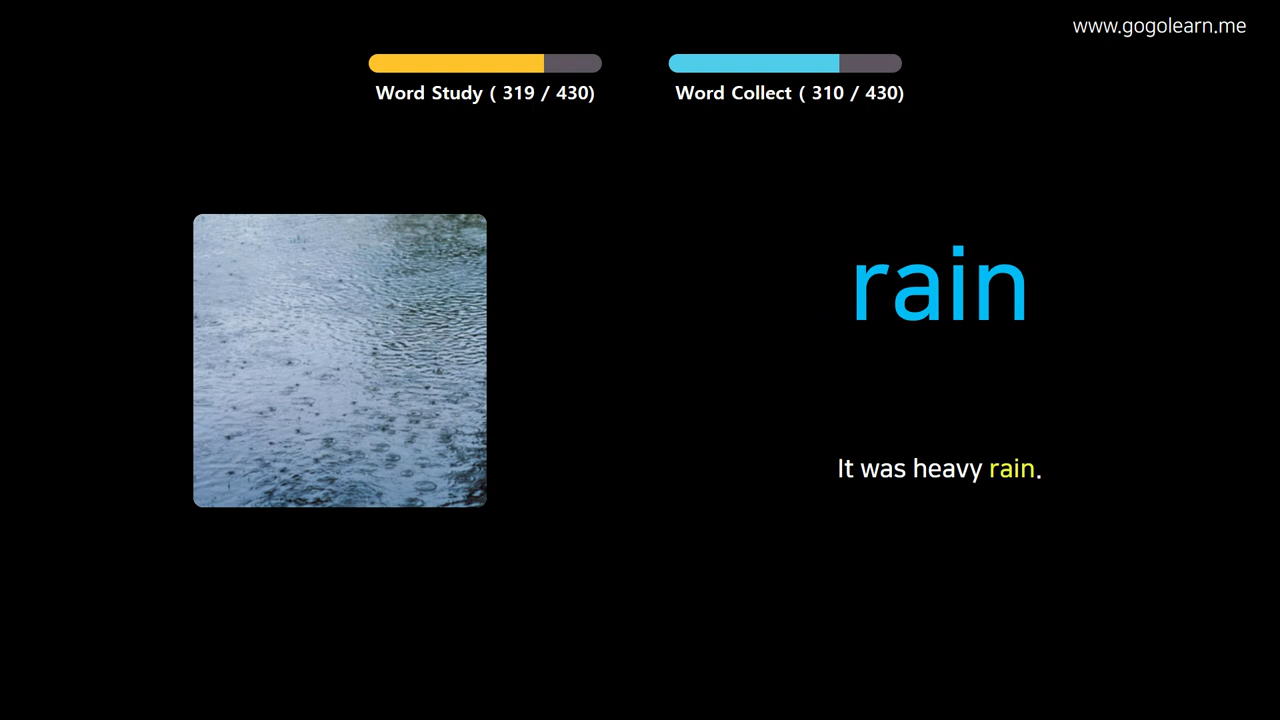 www.gogolearn.me
Word Study ( 319 / 430)
Word Collect ( 310 / 430)
rain
It was heavy rain.